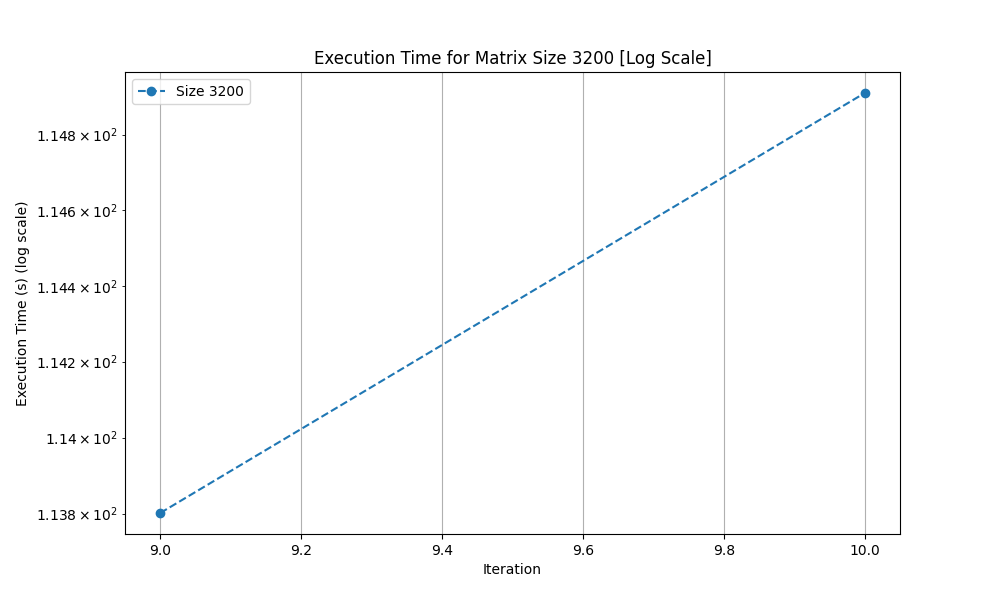 Execution Time for Matrix Size 3200 [Log Scale]
Size 3200
Execution Time (s) (log scale)
1.148 × 10²
1.146 × 10²
1.144 × 10²
1.142 × 10²
1.14 × 10²
1.138 × 10²
9.0 9.2 9.4 9.6 9.8 10.0
Iteration